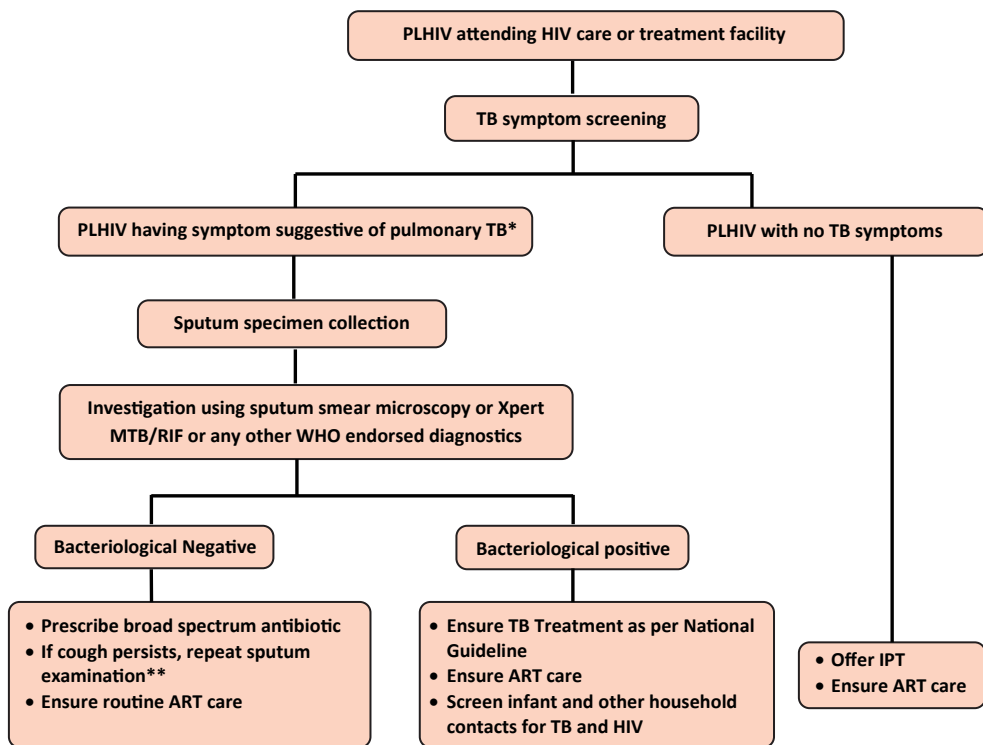 PLHIV attending HIV care or treatment facility
TB symptom screening
PLHIV having symptom suggestive of pulmonary TB*
PLHIV with no TB symptoms
Sputum specimen collection
Investigation using sputum smear microscopy or Xpert
MTB/RIF or any other WHO endorsed diagnostics
Bacteriological Negative
Bacteriological positive
• Prescribe broad spectrum antibiotic
• If cough persists, repeat sputum
examination**
• Ensure routine ART care
• Ensure TB Treatment as per National
Guideline
• Ensure ART care
• Screen infant and other household
contacts for TB and HIV
• Offer IPT
• Ensure ART care